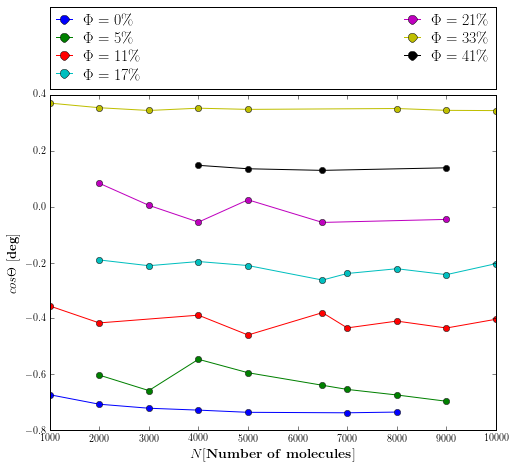 Φ = 0%
Φ = 5%
Φ = 11%
Φ = 17%
Φ = 21%
Φ = 33%
Φ = 41%
0.4
0.2
0.0
−0.2
−0.4
−0.6
−0.8
cosΘ [deg]
1000 2000 3000 4000 5000 6000 7000 8000 9000 10000
N[Number of molecules]